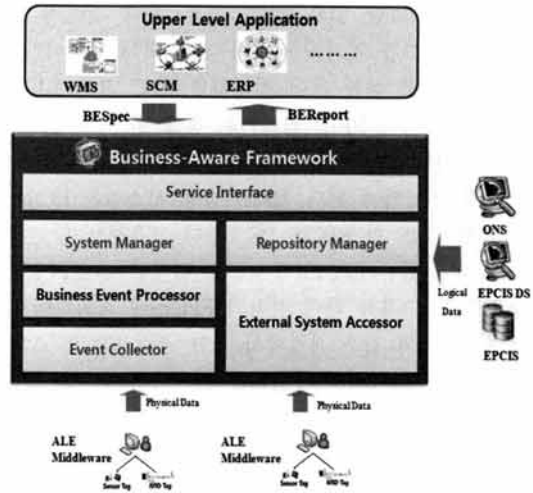 Upper Level Application
WMS SCM ERP ... ...
BESpec BEReport
Business-Aware Framework
Service Interface
System Manager Repository Manager
Business Event Processor
External System Accessor
Event Collector
ONS
Logical Data
EPCIS DS
EPCIS
Physical Data Physical Data
ALE Middleware ALE Middleware
Sensor Tag RFID Tag Sensor Tag RFID Tag